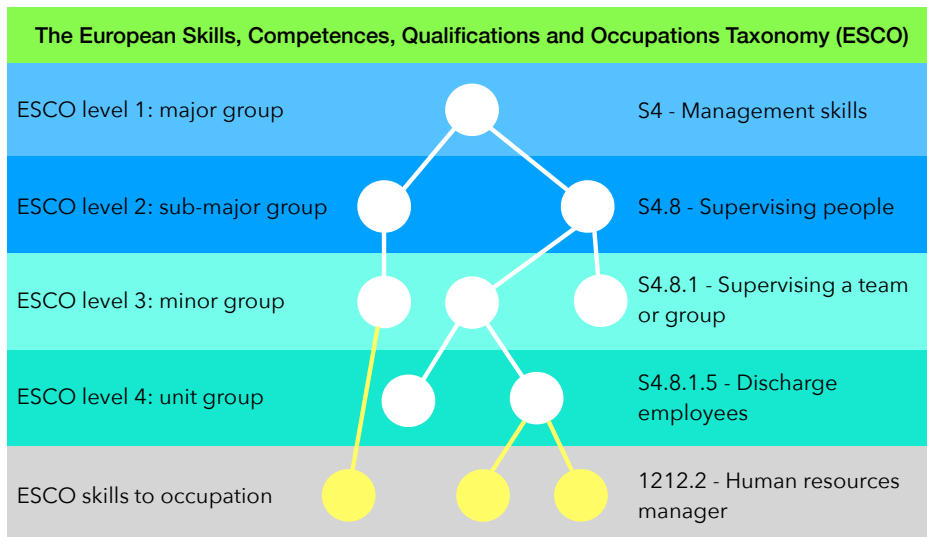 The European Skills, Competences, Qualifications and Occupations Taxonomy (ESCO)
ESCO level 1: major group
S4 - Management skills
ESCO level 2: sub-major group
S4.8 - Supervising people
ESCO level 3: minor group
S4.8.1 - Supervising a team
or group
ESCO level 4: unit group
S4.8.1.5 - Discharge
employees
ESCO skills to occupation
1212.2 - Human resources
manager